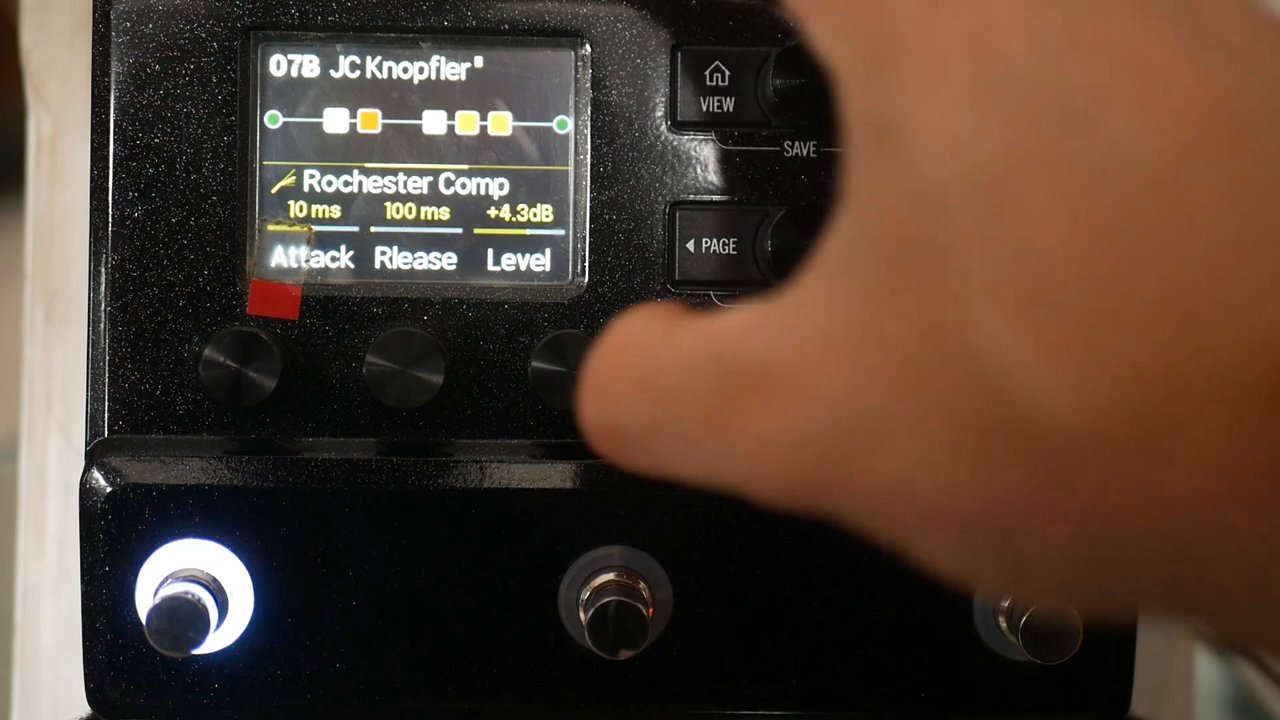 07B JC Knopfler
Rochester Comp
10 ms 100 ms +4.3dB
Attack Rlease Level
VIEW
SAVE
PAGE